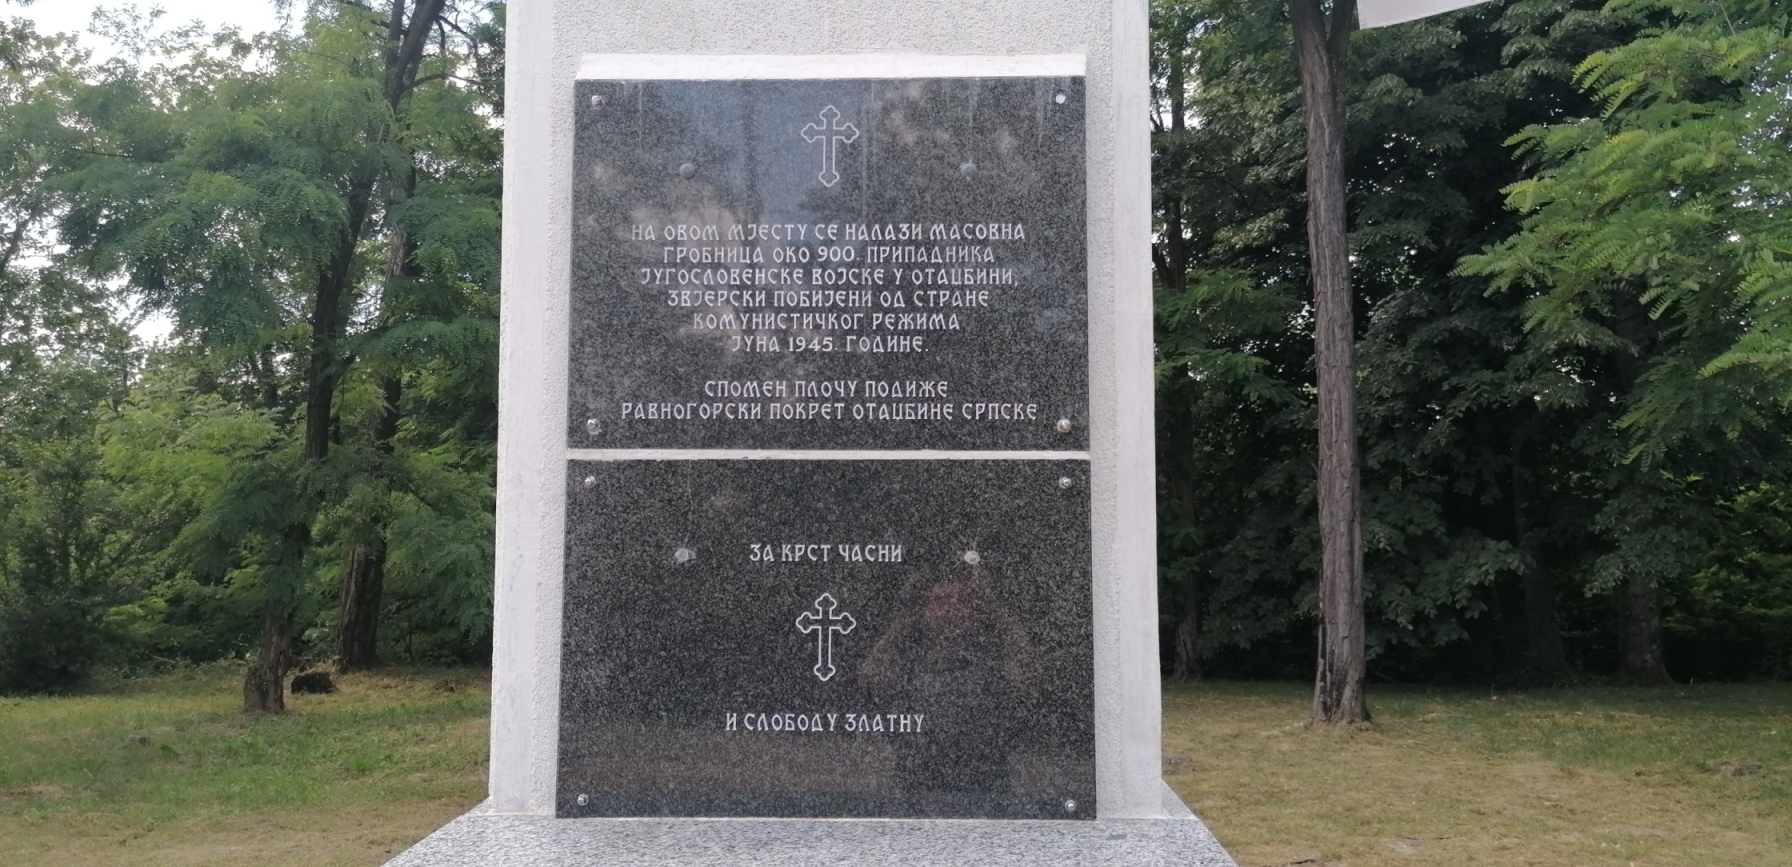 НА ОВОМ МЈЕСТУ СЕ НАЛАЗИ МАСОВНА
ГРОБНИЦА ОКО 900. ПРИПАДНИКА
ЈУГОСЛОВЕНСКЕ ВОЈСКЕ У ОТАЏБИНИ,
ЗВЈЕРСКИ ПОБИЈЕНИ ОД СТРАНЕ
КОМУНИСТИЧКОГ РЕЖИМА
ЈУНА 1945. ГОДИНЕ.
СПОМЕН ПЛОЧУ ПОДИЖЕ
РАВНОГОРСКИ ПОКРЕТ ОТАЏБИНЕ СРПСКЕ
ЗА КРСТ ЧАСНИ
И СЛОБОДУ ЗЛАТНУ